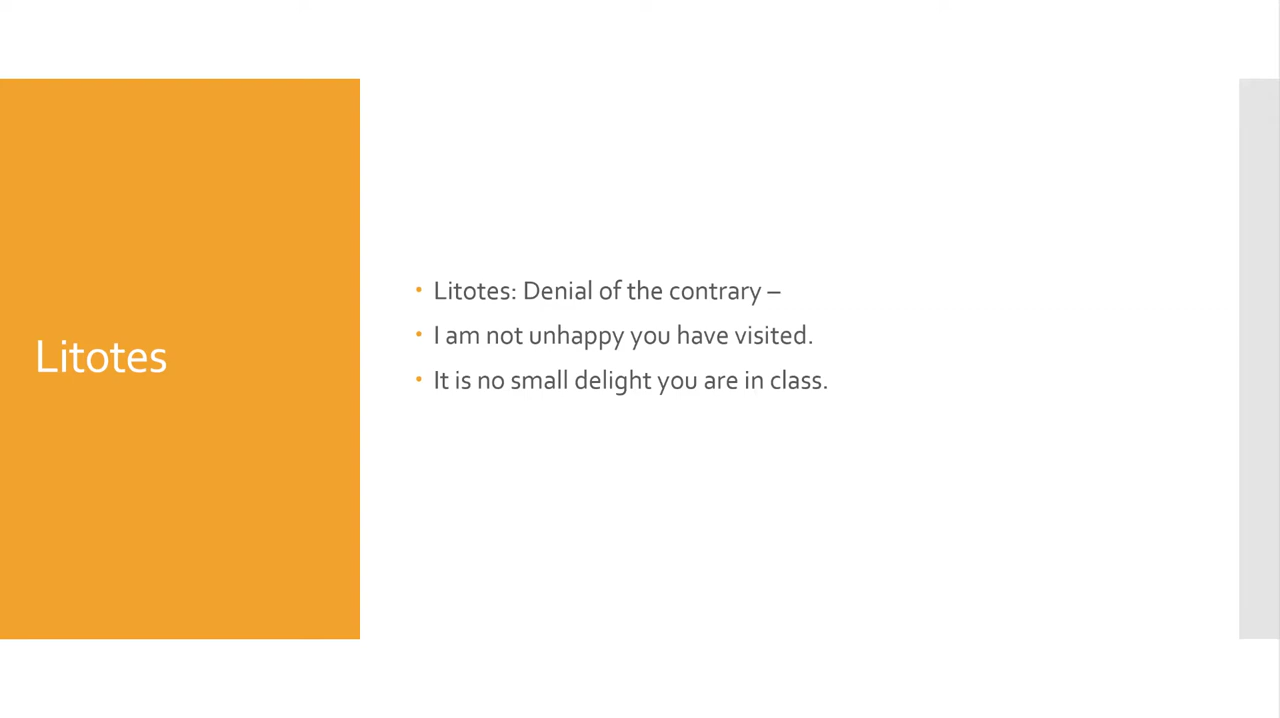 Litotes
• Litotes: Denial of the contrary –
• I am not unhappy you have visited.
• It is no small delight you are in class.